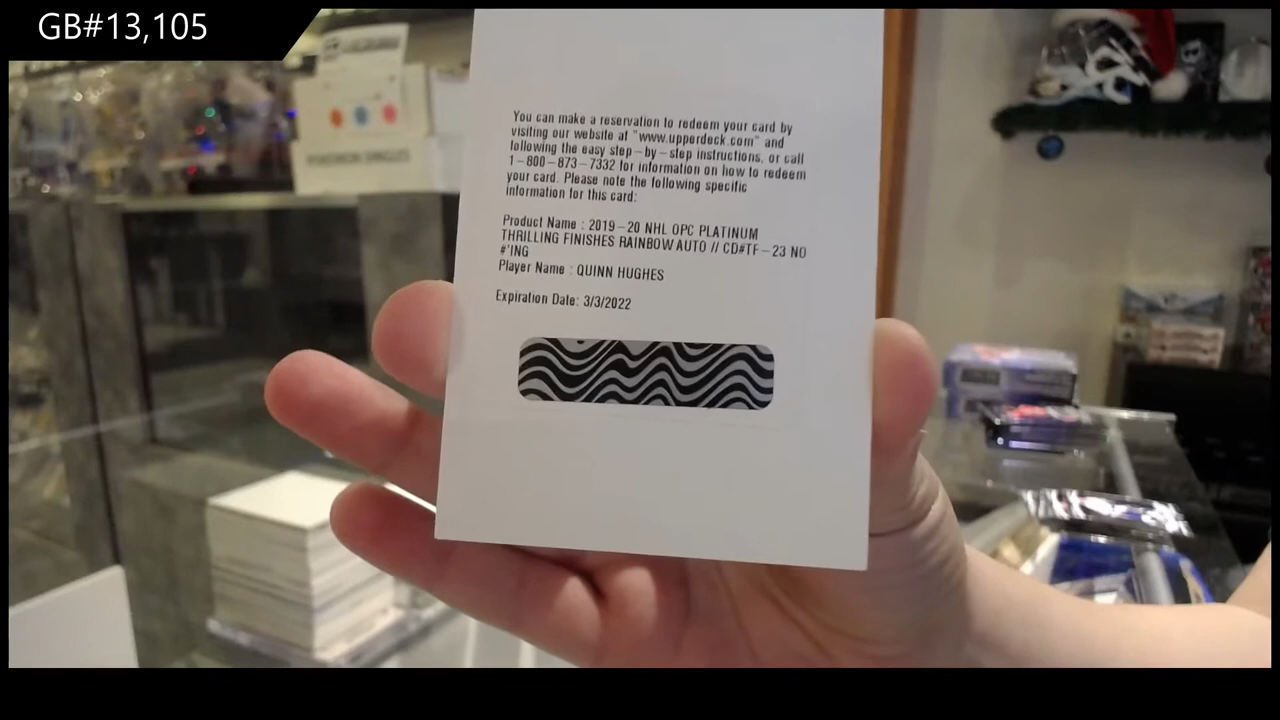 GB#13,105
You can make a reservation to redeem your card by
visiting our website at "www.upperdeck.com" and
following the easy step-by-step instructions, or call
1-800-873-7332 for information on how to redeem
your card. Please note the following specific
information for this card:
Product Name : 2019-20 NHL OPC PLATINUM
THRILLING FINISHES RAINBOW AUTO // CD#TF-23 NO
#'ING
Player Name : QUINN HUGHES
Expiration Date: 3/3/2022
POKEMON SINGLES